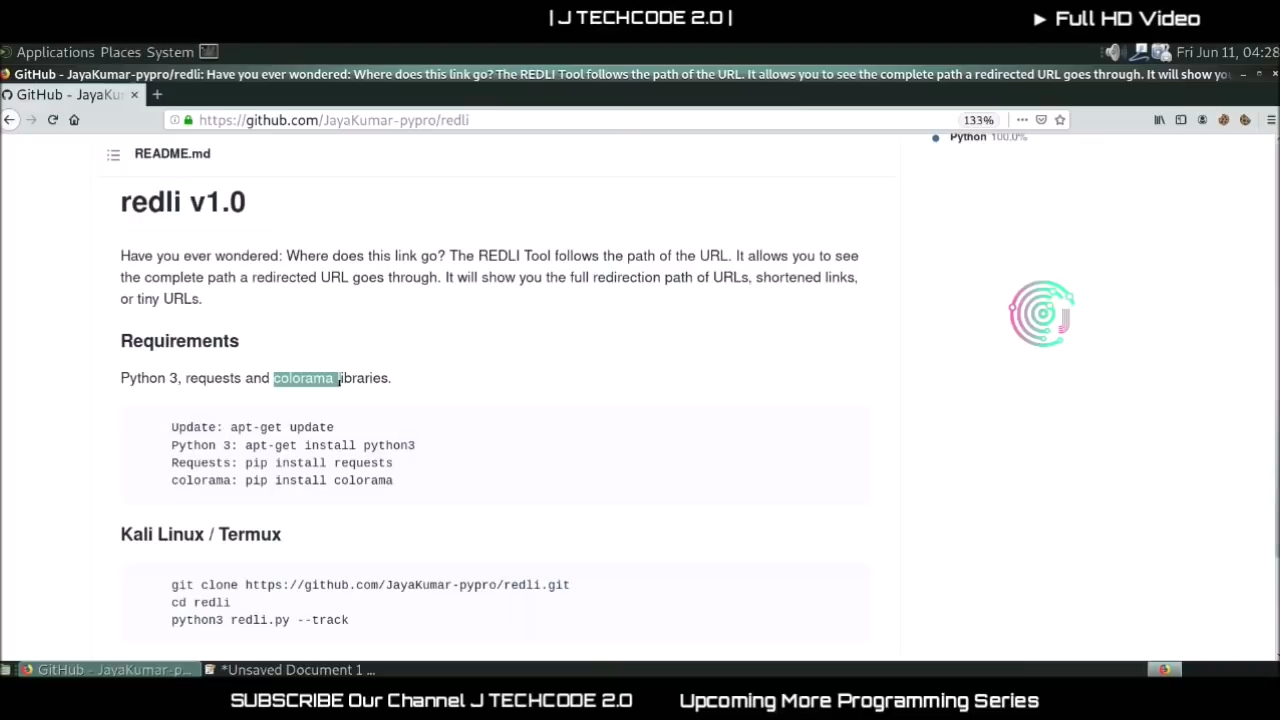 | J TECHCODE 2.0 |
► Full HD Video
Applications Places System
Fri Jun 11, 04:28
GitHub - JayaKumar-pypro/redli: Have you ever wondered: Where does this link go? The REDLI Tool follows the path of the URL. It allows you to see the complete path a redirected URL goes through. It will show you
GitHub - JayaKu
https://github.com/JayaKumar-pypro/redli
133%
README.md
Python 100.0%
redli v1.0
Have you ever wondered: Where does this link go? The REDLI Tool follows the path of the URL. It allows you to see
the complete path a redirected URL goes through. It will show you the full redirection path of URLs, shortened links,
or tiny URLs.
Requirements
Python 3, requests and colorama libraries.
Update: apt-get update
Python 3: apt-get install python3
Requests: pip install requests
colorama: pip install colorama
Kali Linux / Termux
git clone https://github.com/JayaKumar-pypro/redli.git
cd redli
python3 redli.py --track
GitHub - JayaKumar-p...
*Unsaved Document 1 ...
SUBSCRIBE Our Channel J TECHCODE 2.0
Upcoming More Programming Series